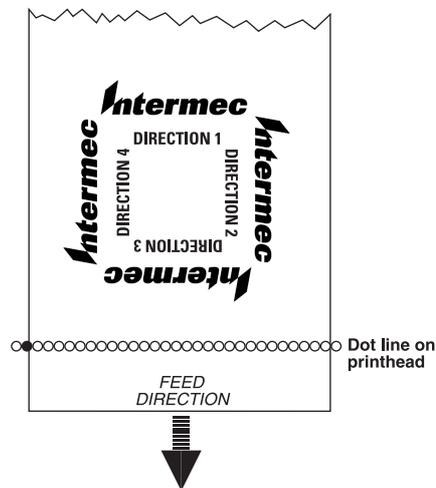 Intermec
DIRECTION 1
Intermec
DIRECTION 2
DIRECTION 3
Intermec
DIRECTION 4
Intermec
Dot line on
printhead
FEED
DIRECTION